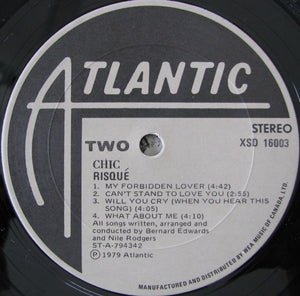 ATLANTIC
STEREO
TWO
XSD 16003
CHIC
RISQUÉ
1. MY FORBIDDEN LOVER (4:42)
2. CAN'T STAND TO LOVE YOU (2:55)
3. WILL YOU CRY (WHEN YOU HEAR THIS
SONG) (4:05)
4. WHAT ABOUT ME (4:10)
All songs written, arranged and
conducted by Bernard Edwards
and Nile Rodgers
ST-A-794342
℗ 1979 Atlantic
MANUFACTURED AND DISTRIBUTED BY WEA MUSIC OF CANADA, LTD.